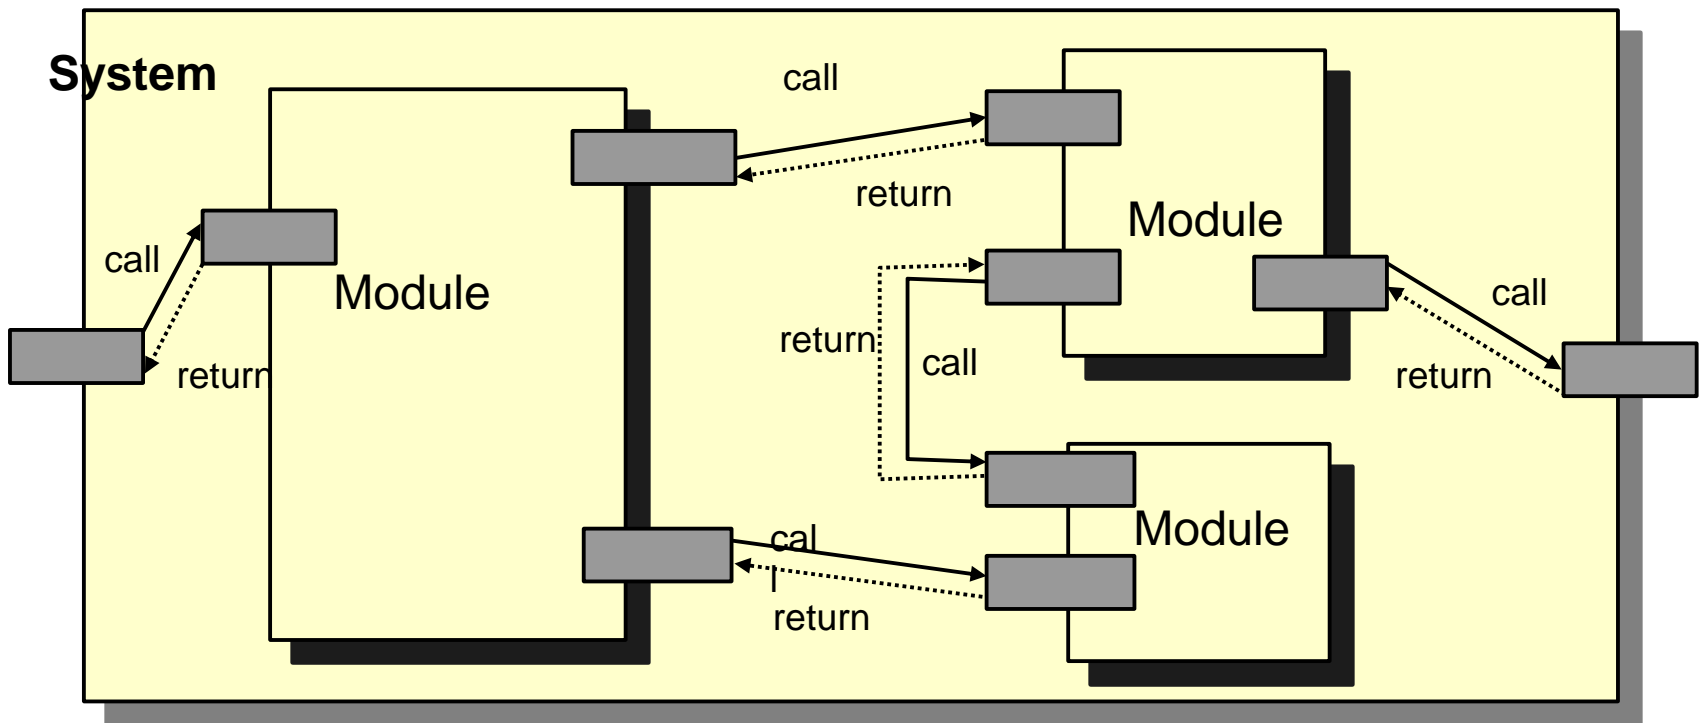 System
call
return
Module
call
call
Module
call
return
return
call
return
return
Module
cal
l
return